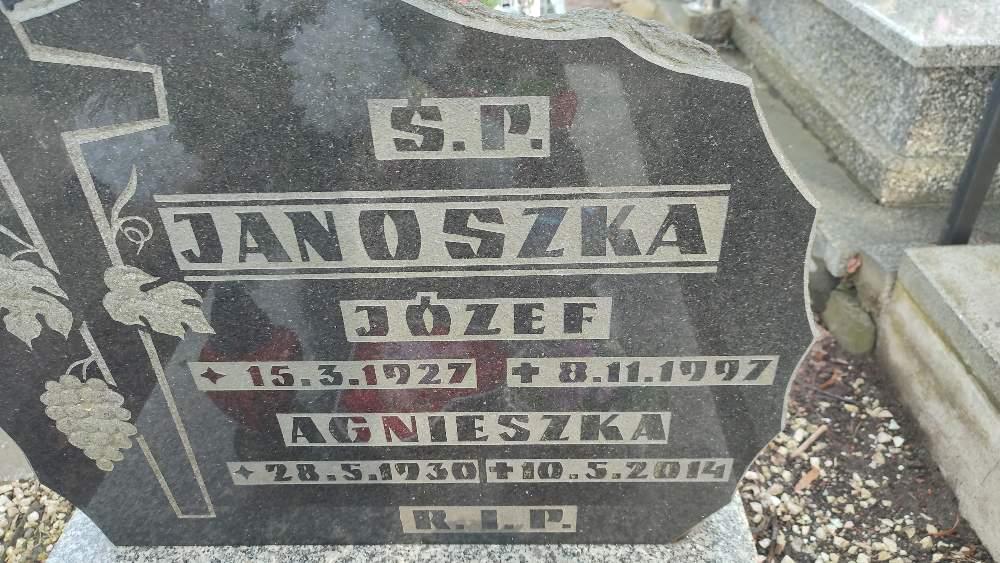 Ś.P.
JANOSZKA
JÓZEF
✦ 15.3.1927 ✝ 8.11.1997
AGNIESZKA
✦ 28.5.1930 ✝ 10.5.2014
R.I.P.